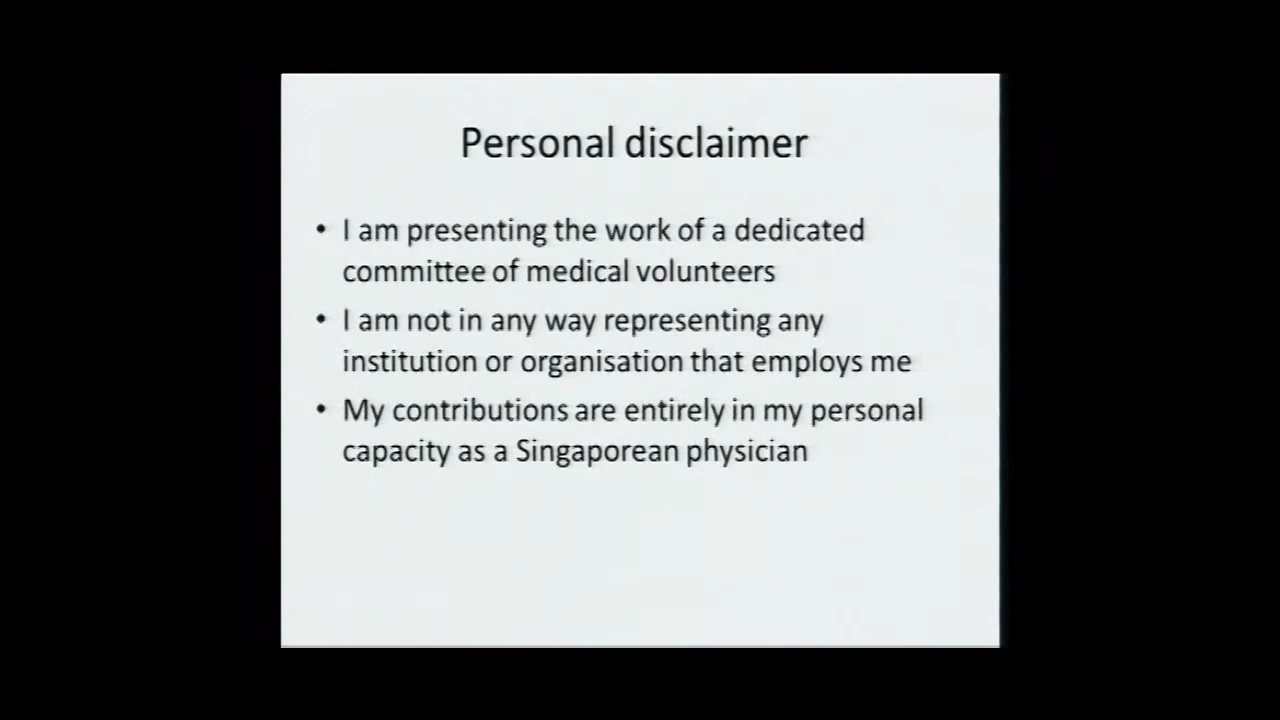 Personal disclaimer
• I am presenting the work of a dedicated
committee of medical volunteers
• I am not in any way representing any
institution or organisation that employs me
• My contributions are entirely in my personal
capacity as a Singaporean physician